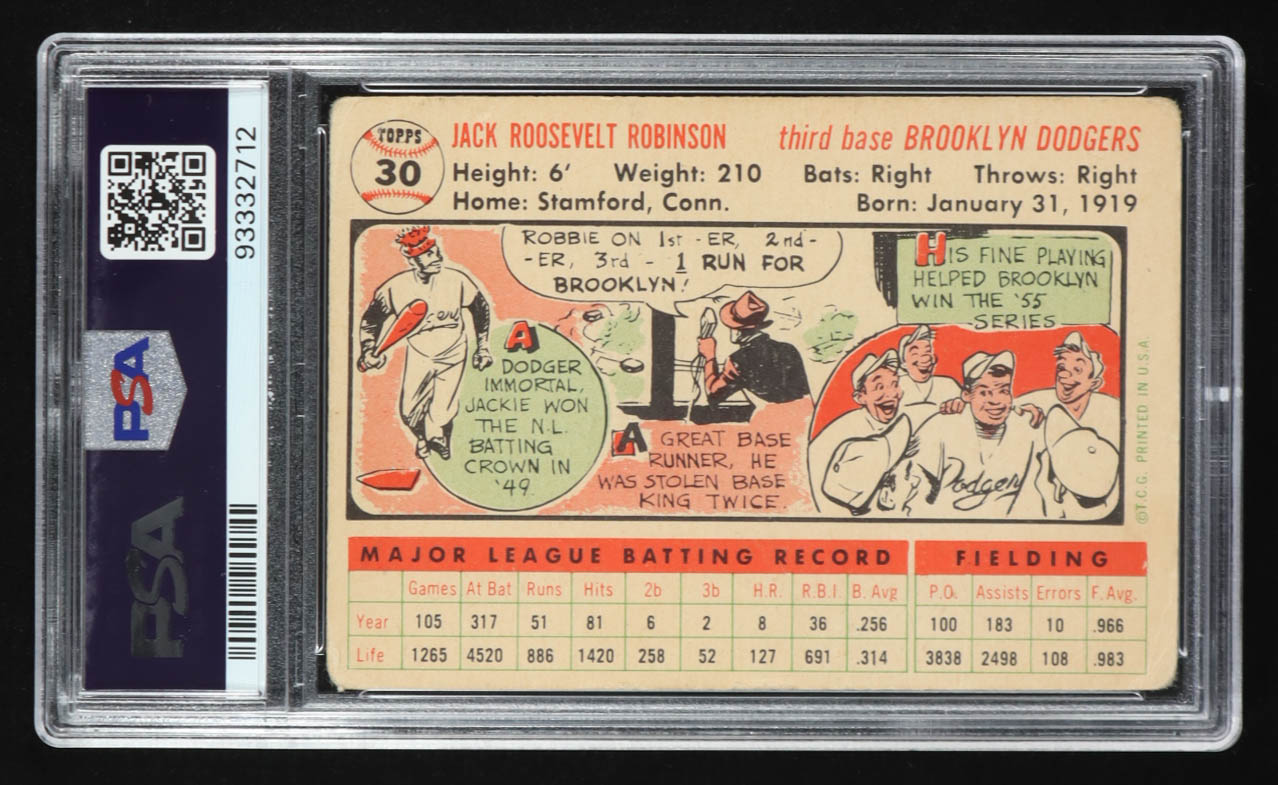 93332712
PSA
PSA
TOPPS
30
JACK ROOSEVELT ROBINSON third base BROOKLYN DODGERS
Height: 6' Weight: 210 Bats: Right Throws: Right
Home: Stamford, Conn. Born: January 31, 1919
ROBBIE ON 1st -ER, 2nd -
-ER, 3rd - 1 RUN FOR
BROOKLYN!
A
DODGER
IMMORTAL,
JACKIE WON
THE N.L.
BATTING
CROWN IN
'49.
A GREAT BASE
RUNNER, HE
WAS STOLEN BASE
KING TWICE.
HIS FINE PLAYING
HELPED BROOKLYN
WIN THE '55
SERIES
Dodgers
©T.C.G. PRINTED IN U.S.A.
MAJOR LEAGUE BATTING RECORD FIELDING
Games At Bat Runs Hits 2b 3b H.R. R.B.I. B. Avg P.O. Assists Errors F. Avg.
Year 105 317 51 81 6 2 8 36 .256 100 183 10 .966
Life 1265 4520 886 1420 258 52 127 691 .314 3838 2498 108 .983